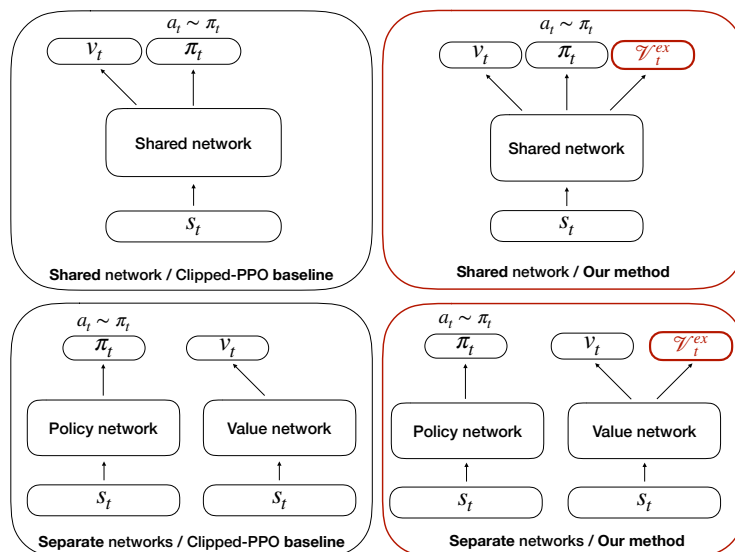 a_t ∼ π_t
v_t π_t
Shared network
s_t
Shared network / Clipped-PPO baseline
a_t ∼ π_t
v_t π_t 𝒱_t^{ex}
Shared network
s_t
Shared network / Our method
a_t ∼ π_t
π_t v_t
Policy network Value network
s_t s_t
Separate networks / Clipped-PPO baseline
a_t ∼ π_t
π_t v_t 𝒱_t^{ex}
Policy network Value network
s_t s_t
Separate networks / Our method